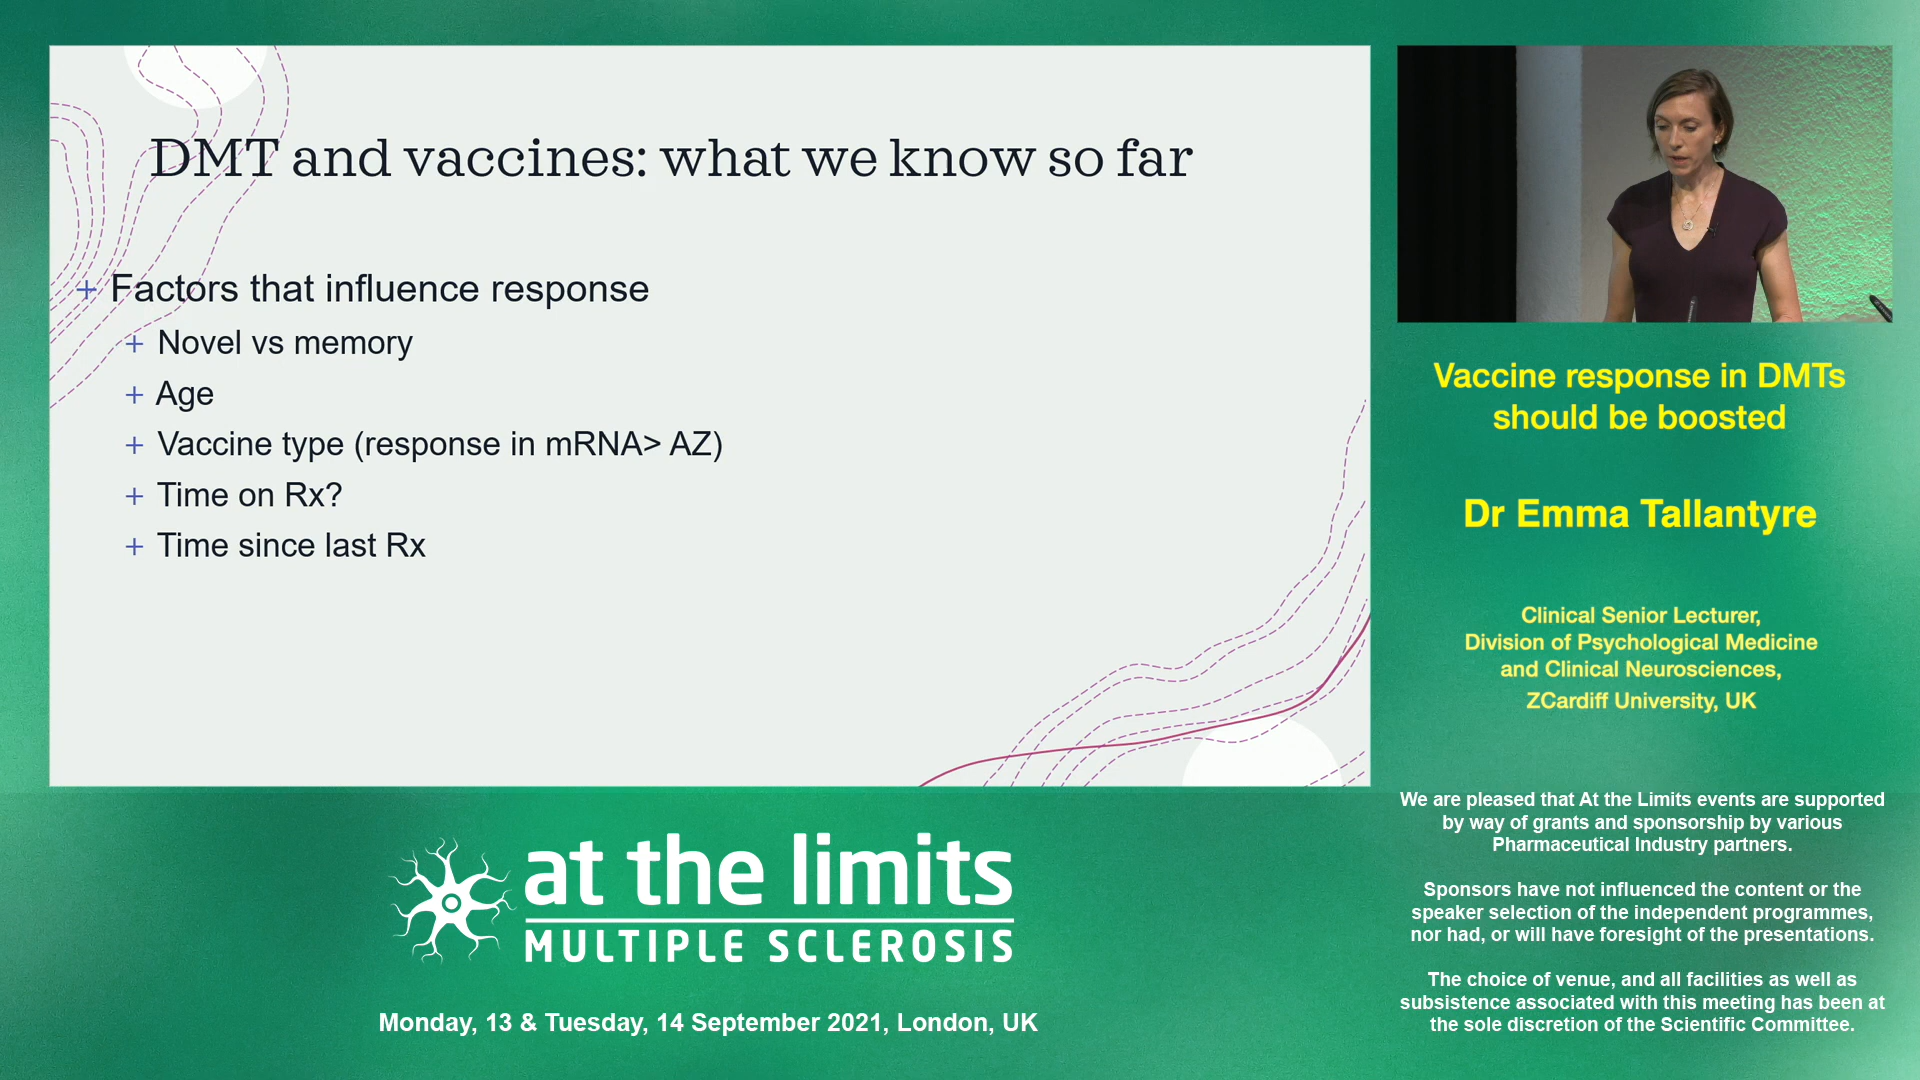 DMT and vaccines: what we know so far
+ Factors that influence response
+ Novel vs memory
+ Age
+ Vaccine type (response in mRNA> AZ)
+ Time on Rx?
+ Time since last Rx
Vaccine response in DMTs
should be boosted
Dr Emma Tallantyre
Clinical Senior Lecturer,
Division of Psychological Medicine
and Clinical Neurosciences,
ZCardiff University, UK
We are pleased that At the Limits events are supported
by way of grants and sponsorship by various
Pharmaceutical Industry partners.
Sponsors have not influenced the content or the
speaker selection of the independent programmes,
nor had, or will have foresight of the presentations.
The choice of venue, and all facilities as well as
subsistence associated with this meeting has been at
the sole discretion of the Scientific Committee.
at the limits
MULTIPLE SCLEROSIS
Monday, 13 & Tuesday, 14 September 2021, London, UK